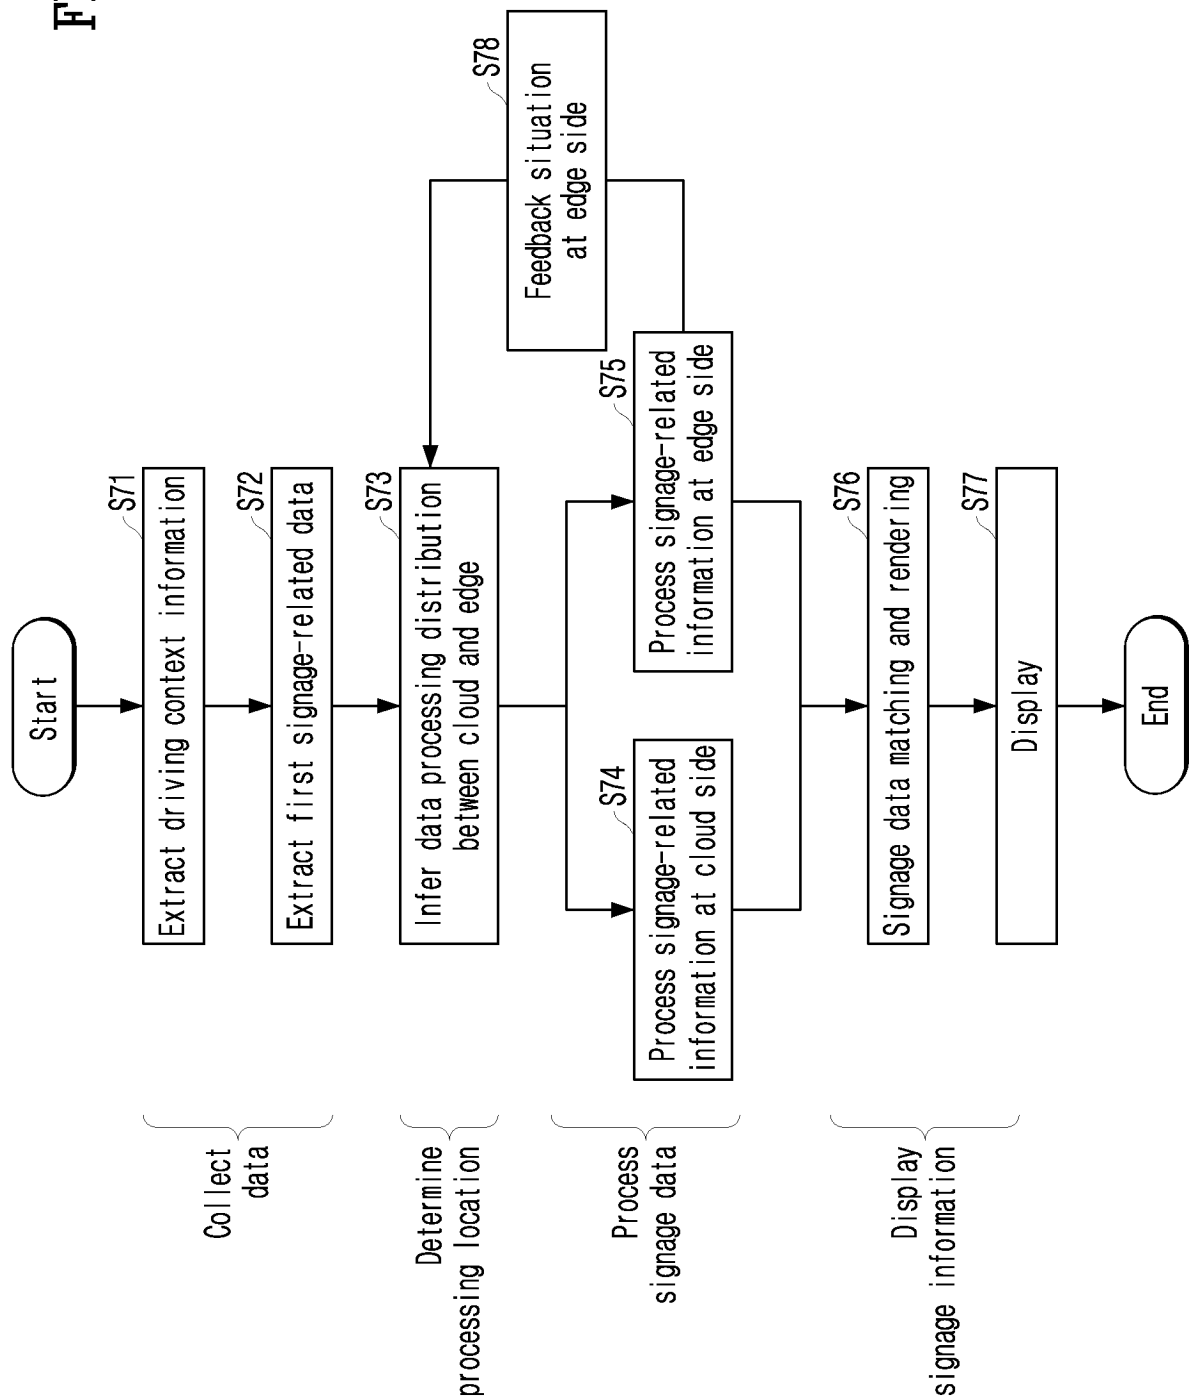 F
Start
S71
Extract driving context information
S72
Extract first signage-related data
Collect
data
S73
Infer data processing distribution
between cloud and edge
Determine
processing location
S78
Feedback situation
at edge side
S74
Process signage-related
information at cloud side
S75
Process signage-related
information at edge side
Process
signage data
S76
Signage data matching and rendering
S77
Display
Display
signage information
End